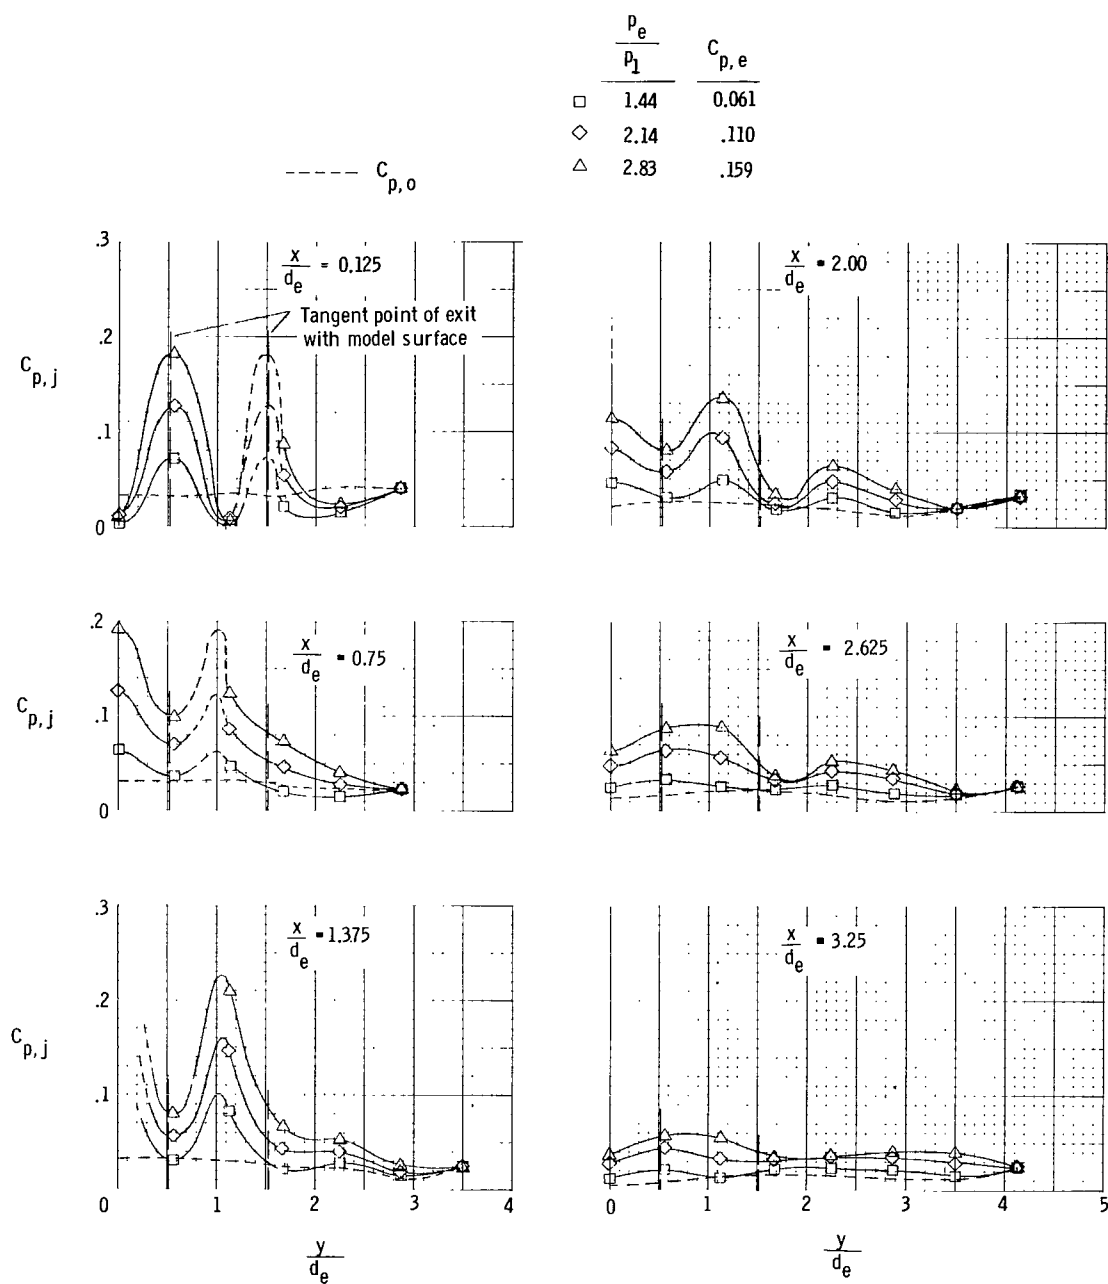 p_e/p_1 C_p,e
□ 1.44 0.061
◇ 2.14 .110
△ 2.83 .159
------ C_p,o
.3
x/d_e = 0.125
Tangent point of exit
with model surface
.2
C_p,j
.1
0
x/d_e = 2.00
.2
x/d_e = 0.75
C_p,j
.1
0
x/d_e = 2.625
.3
x/d_e = 1.375
.2
C_p,j
.1
0 1 2 3 4
y/d_e
x/d_e = 3.25
0 1 2 3 4 5
y/d_e